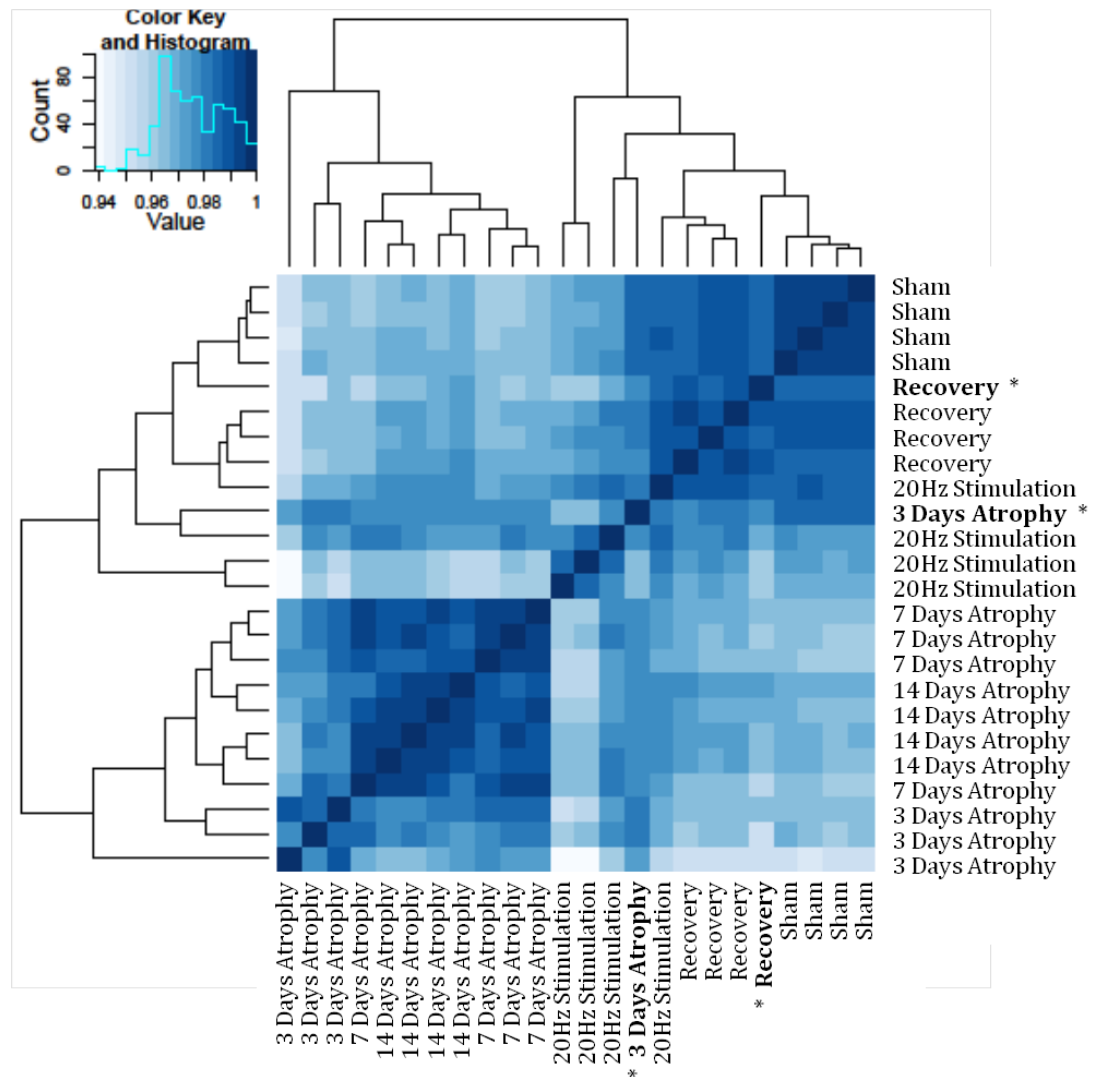 Color Key
and Histogram
Count
0 40 80
0.94 0.96 0.98 1
Value
Sham
Sham
Sham
Sham
Recovery *
Recovery
Recovery
Recovery
20Hz Stimulation
3 Days Atrophy *
20Hz Stimulation
20Hz Stimulation
20Hz Stimulation
7 Days Atrophy
7 Days Atrophy
7 Days Atrophy
14 Days Atrophy
14 Days Atrophy
14 Days Atrophy
14 Days Atrophy
7 Days Atrophy
3 Days Atrophy
3 Days Atrophy
3 Days Atrophy
3 Days Atrophy
3 Days Atrophy
3 Days Atrophy
7 Days Atrophy
14 Days Atrophy
14 Days Atrophy
14 Days Atrophy
14 Days Atrophy
7 Days Atrophy
7 Days Atrophy
7 Days Atrophy
20Hz Stimulation
20Hz Stimulation
20Hz Stimulation
* 3 Days Atrophy
20Hz Stimulation
Recovery
Recovery
Recovery
* Recovery
Sham
Sham
Sham
Sham